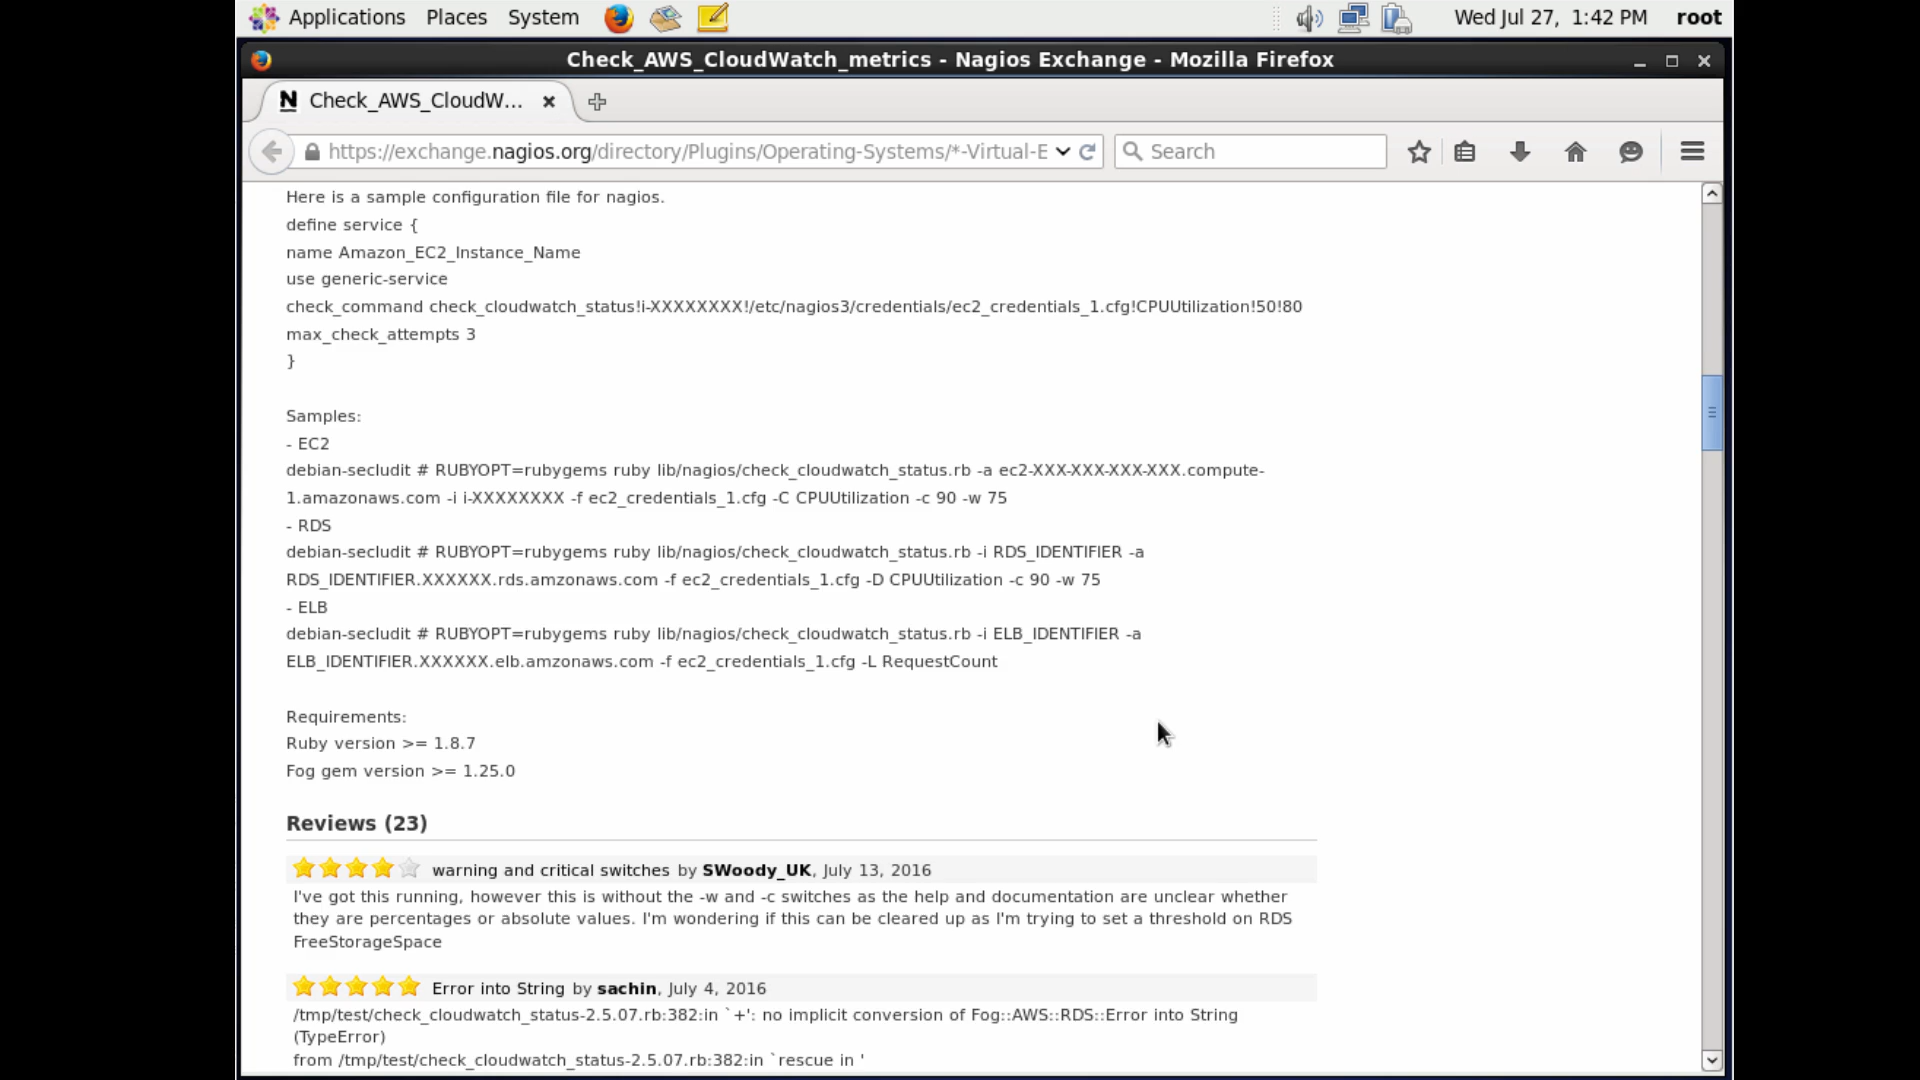 Applications Places System Wed Jul 27, 1:42 PM root
Check_AWS_CloudWatch_metrics - Nagios Exchange - Mozilla Firefox
Check_AWS_CloudW...
https://exchange.nagios.org/directory/Plugins/Operating-Systems/*-Virtual-E Search
Here is a sample configuration file for nagios.
define service {
name Amazon_EC2_Instance_Name
use generic-service
check_command check_cloudwatch_status!i-XXXXXXXX!/etc/nagios3/credentials/ec2_credentials_1.cfg!CPUUtilization!50!80
max_check_attempts 3
}
Samples:
- EC2
debian-secludit # RUBYOPT=rubygems ruby lib/nagios/check_cloudwatch_status.rb -a ec2-XXX-XXX-XXX-XXX.compute-
1.amazonaws.com -i i-XXXXXXXX -f ec2_credentials_1.cfg -C CPUUtilization -c 90 -w 75
- RDS
debian-secludit # RUBYOPT=rubygems ruby lib/nagios/check_cloudwatch_status.rb -i RDS_IDENTIFIER -a
RDS_IDENTIFIER.XXXXXX.rds.amzonaws.com -f ec2_credentials_1.cfg -D CPUUtilization -c 90 -w 75
- ELB
debian-secludit # RUBYOPT=rubygems ruby lib/nagios/check_cloudwatch_status.rb -i ELB_IDENTIFIER -a
ELB_IDENTIFIER.XXXXXX.elb.amzonaws.com -f ec2_credentials_1.cfg -L RequestCount
Requirements:
Ruby version >= 1.8.7
Fog gem version >= 1.25.0
Reviews (23)
warning and critical switches by SWoody_UK, July 13, 2016
I've got this running, however this is without the -w and -c switches as the help and documentation are unclear whether
they are percentages or absolute values. I'm wondering if this can be cleared up as I'm trying to set a threshold on RDS
FreeStorageSpace
Error into String by sachin, July 4, 2016
/tmp/test/check_cloudwatch_status-2.5.07.rb:382:in `+': no implicit conversion of Fog::AWS::RDS::Error into String
(TypeError)
from /tmp/test/check_cloudwatch_status-2.5.07.rb:382:in `rescue in '